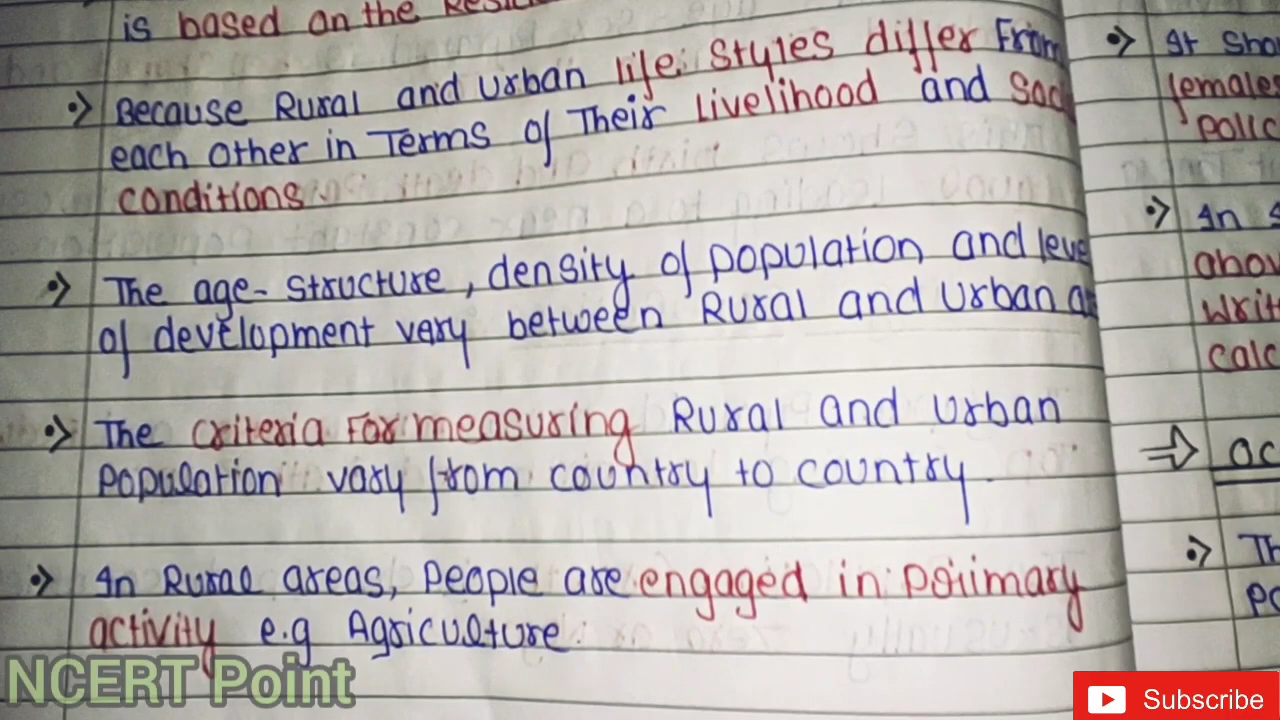 is based on the
•> Because Rural and urban life styles differ From
each other in Terms of Their livelihood and
conditions.
•> The age-structure, density of population and
of development vary between Rural and urban
•> The criteria For measuring Rural and urban
Population vary from country to country.
•> In Rural areas, People are engaged in primary
activity e.g Agriculture.
•> It
females
•> In
⇒
•>
NCERT Point
Subscribe